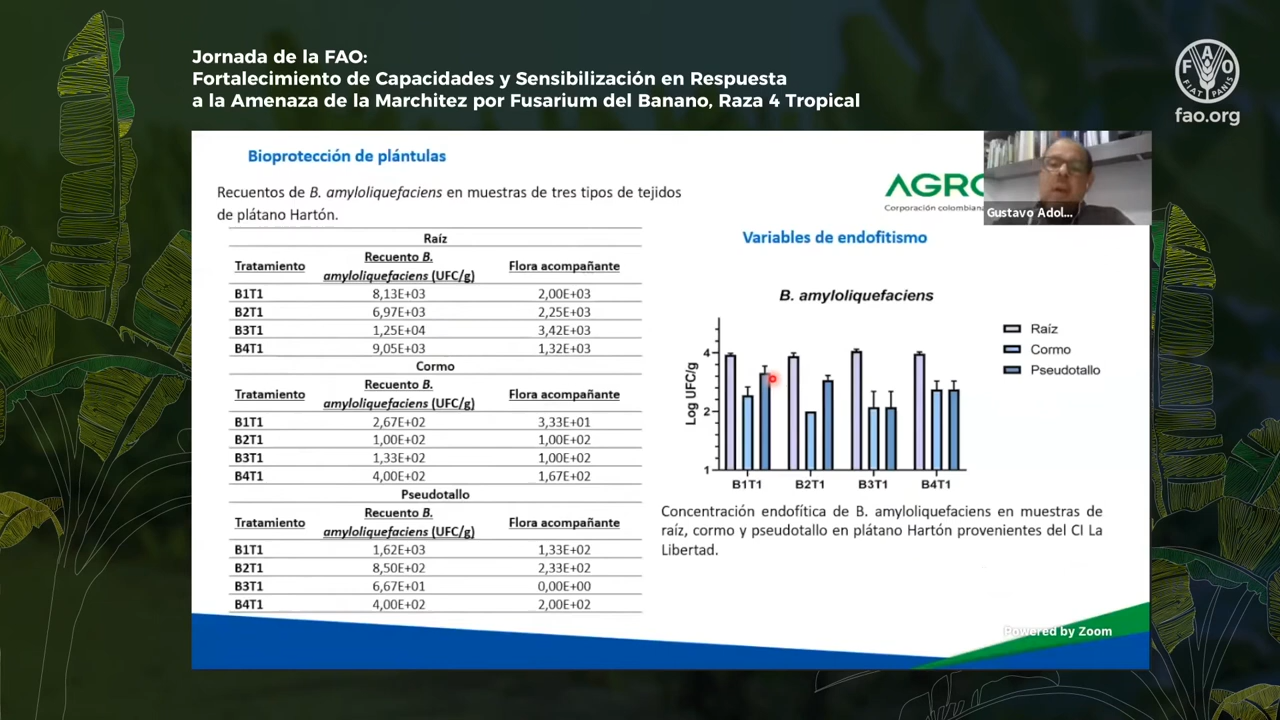 Jornada de la FAO:
Fortalecimiento de Capacidades y Sensibilización en Respuesta
a la Amenaza de la Marchitez por Fusarium del Banano, Raza 4 Tropical
F A O
FIAT PANIS
fao.org
Bioprotección de plántulas
Recuentos de B. amyloliquefaciens en muestras de tres tipos de tejidos
de plátano Hartón.
Raíz
Tratamiento Recuento B. amyloliquefaciens (UFC/g) Flora acompañante
B1T1 8,13E+03 2,00E+03
B2T1 6,97E+03 2,25E+03
B3T1 1,25E+04 3,42E+03
B4T1 9,05E+03 1,32E+03
Cormo
Tratamiento Recuento B. amyloliquefaciens (UFC/g) Flora acompañante
B1T1 2,67E+02 3,33E+01
B2T1 1,00E+02 1,00E+02
B3T1 1,33E+02 1,00E+02
B4T1 4,00E+02 1,67E+02
Pseudotallo
Tratamiento Recuento B. amyloliquefaciens (UFC/g) Flora acompañante
B1T1 1,62E+03 1,33E+02
B2T1 8,50E+02 2,33E+02
B3T1 6,67E+01 0,00E+00
B4T1 4,00E+02 2,00E+02
AGRO
Corporación colombiana
Gustavo Adol...
Variables de endofitismo
B. amyloliquefaciens
Log UFC/g
4
2
1
B1T1 B2T1 B3T1 B4T1
Raíz
Cormo
Pseudotallo
Concentración endofítica de B. amyloliquefaciens en muestras de
raíz, cormo y pseudotallo en plátano Hartón provenientes del CI La
Libertad.
Powered by Zoom